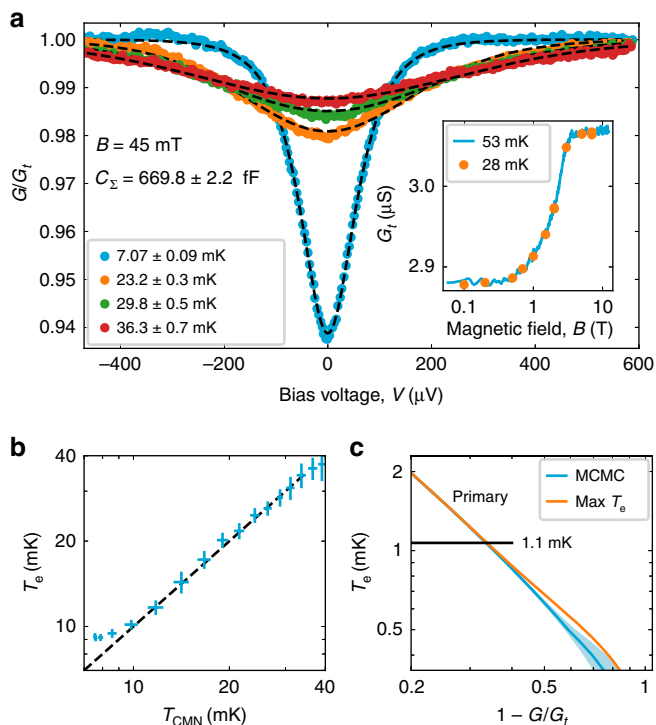 a
1.00
0.99
0.98
0.97
0.96
0.95
0.94
G/Gt
B = 45 mT
CΣ = 669.8 ± 2.2 fF
7.07 ± 0.09 mK
23.2 ± 0.3 mK
29.8 ± 0.5 mK
36.3 ± 0.7 mK
53 mK
28 mK
3.0
2.9
Gt (μS)
0.1 1 10
Magnetic field, B (T)
−400 −200 0 200 400 600
Bias voltage, V (μV)
b
40
20
10
Te (mK)
10 20 40
TCMN (mK)
c
2
1
0.5
Te (mK)
Primary
MCMC
Max Te
1.1 mK
0.2 0.5 1
1 − G/Gt